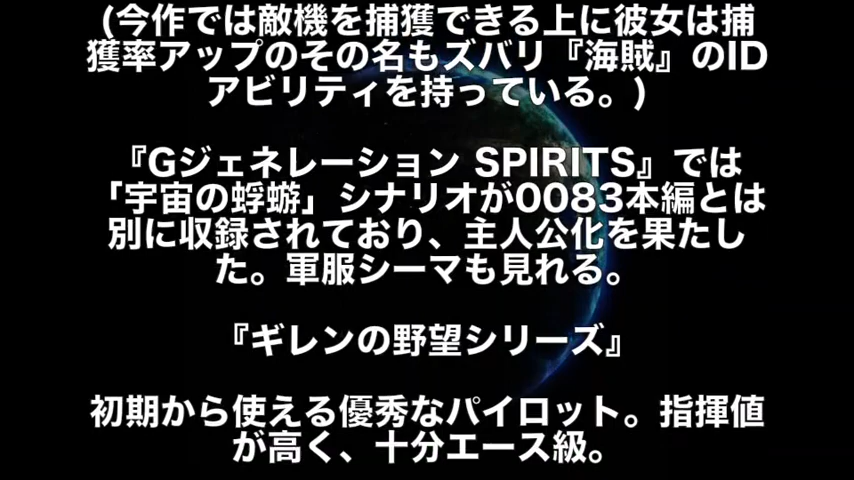 (今作では敵機を捕獲できる上に彼女は捕
獲率アップのその名もズバリ『海賊』のID
アビリティを持っている。)
『Gジェネレーション SPIRITS』では
「宇宙の蜉蝣」シナリオが0083本編とは
別に収録されており、主人公化を果たし
た。軍服シーマも見れる。
『ギレンの野望シリーズ』
初期から使える優秀なパイロット。指揮値
が高く、十分エース級。